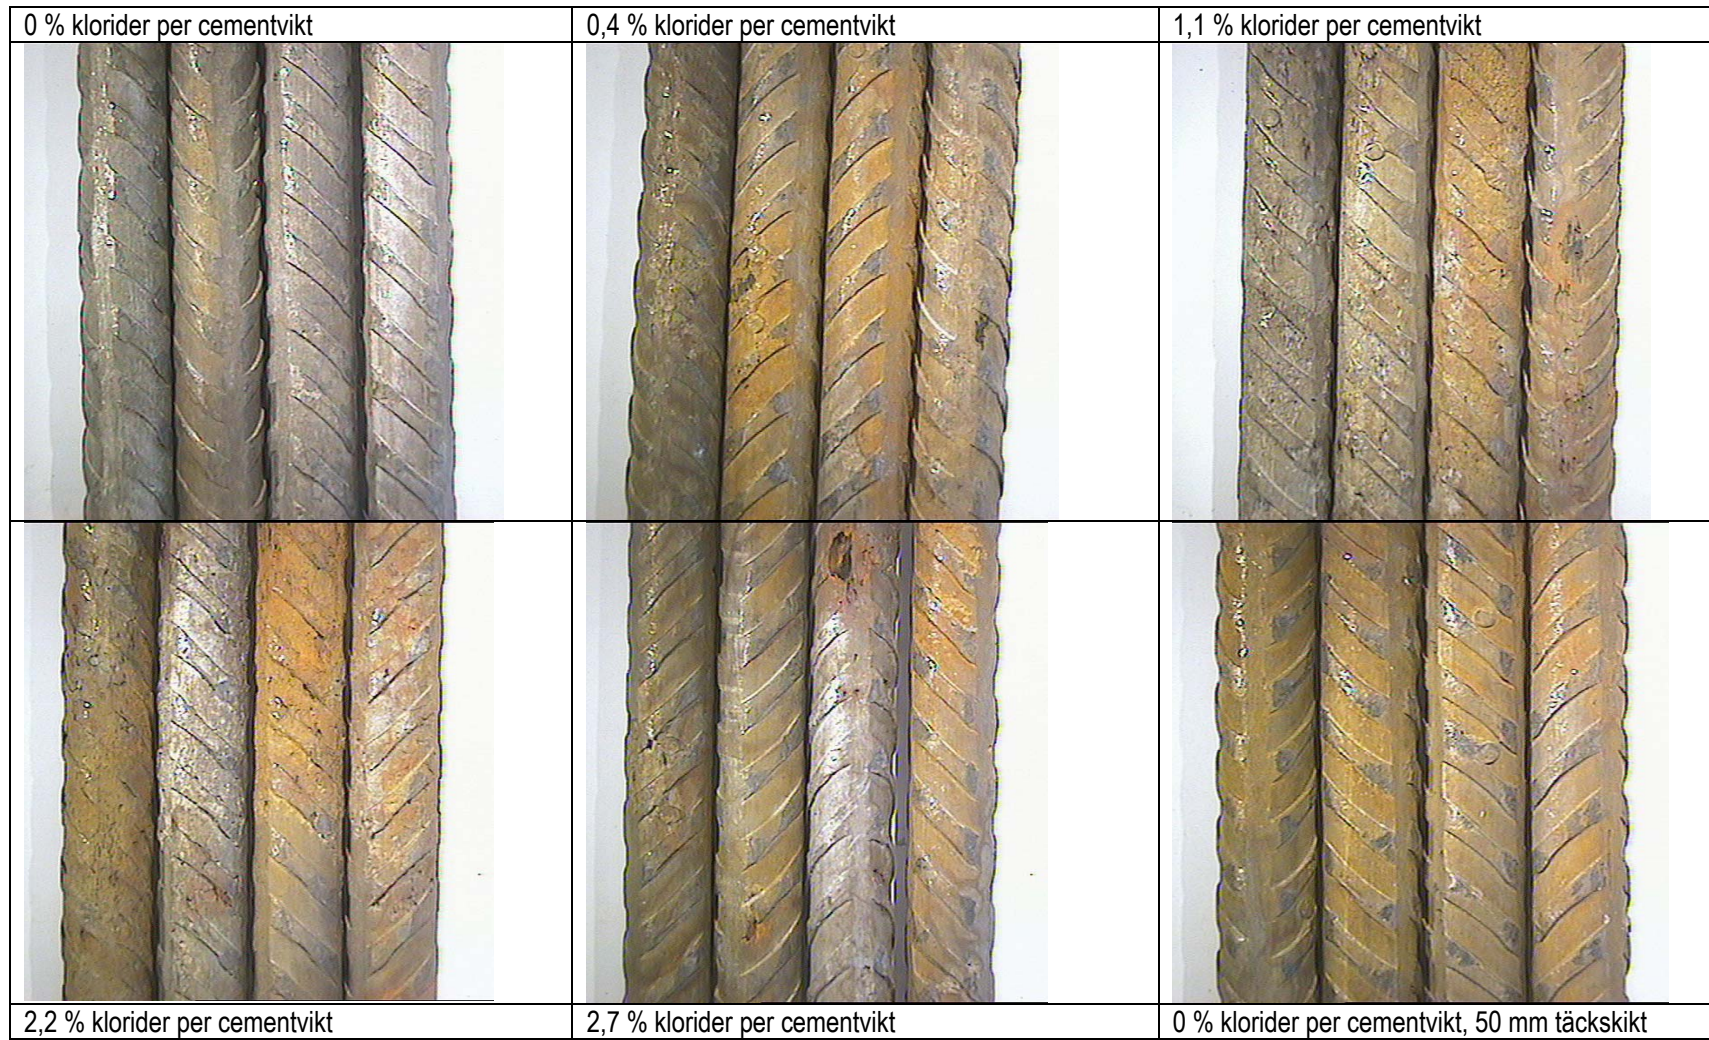 0 % klorider per cementvikt
0,4 % klorider per cementvikt
1,1 % klorider per cementvikt
2,2 % klorider per cementvikt
2,7 % klorider per cementvikt
0 % klorider per cementvikt, 50 mm täckskikt